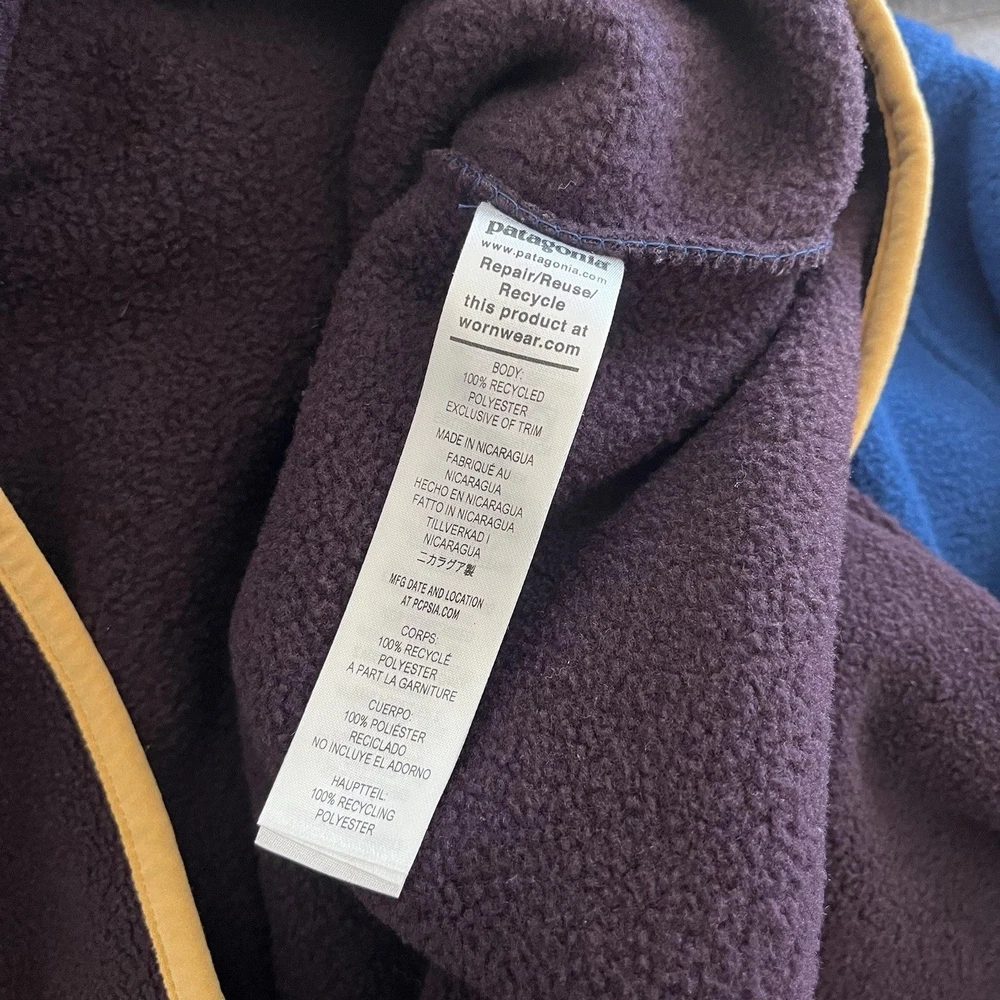 patagonia
www.patagonia.com
Repair/Reuse/
Recycle
this product at
wornwear.com
BODY:
100% RECYCLED
POLYESTER
EXCLUSIVE OF TRIM
MADE IN NICARAGUA
FABRIQUÉ AU
NICARAGUA
HECHO EN NICARAGUA
FATTO IN NICARAGUA
TILLVERKAD I
NICARAGUA
ニカラグア製
MFG DATE AND LOCATION
AT PCPSIA.COM
CORPS:
100% RECYCLÉ
POLYESTER
A PART LA GARNITURE
CUERPO:
100% POLIÉSTER
RECICLADO
NO INCLUYE EL ADORNO
HAUPTTEIL:
100% RECYCLING
POLYESTER